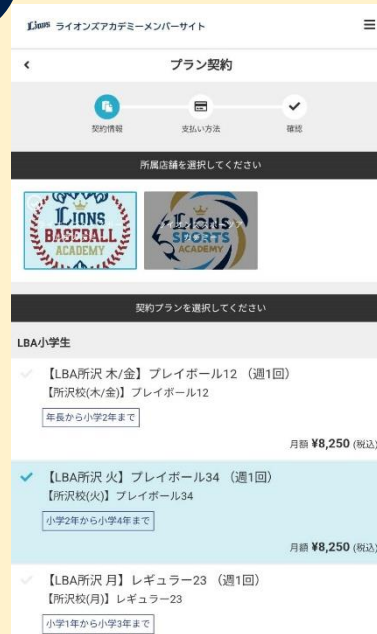 Lions ライオンズアカデミーメンバーサイト
プラン契約
契約情報 支払い方法 確認
所属店舗を選択してください
LIONS
BASEBALL
ACADEMY
LIONS
SPORTS
ACADEMY
契約プランを選択してください
LBA小学生
【LBA所沢 木/金】プレイボール12 （週1回）
【所沢校(木/金)】プレイボール12
年長から小学2年まで
月額 ¥8,250 (税込)
【LBA所沢 火】プレイボール34 （週1回）
【所沢校(火)】プレイボール34
小学2年から小学4年まで
月額 ¥8,250 (税込)
【LBA所沢 月】レギュラー23 （週1回）
【所沢校(月)】レギュラー23
小学1年から小学3年まで